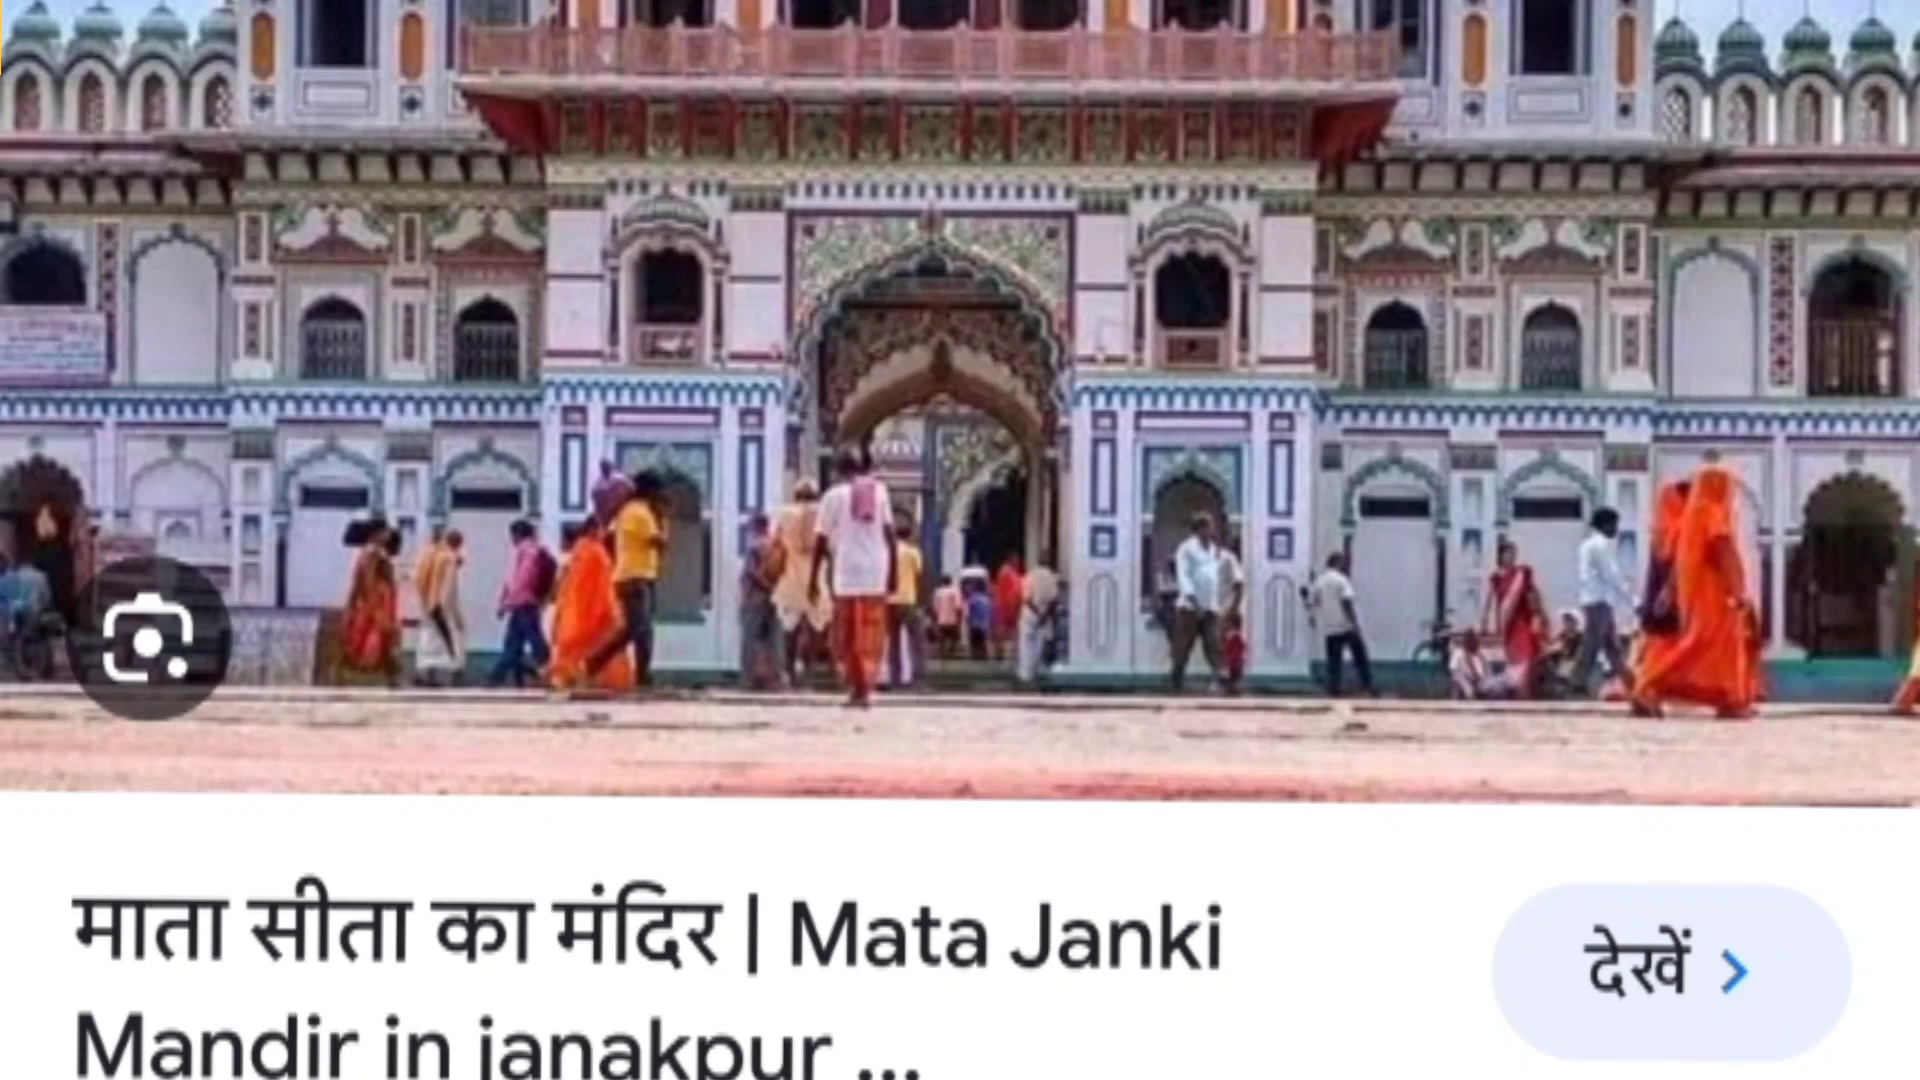 माता सीता का मंदिर | Mata Janki
Mandir in janakpur ...
देखें